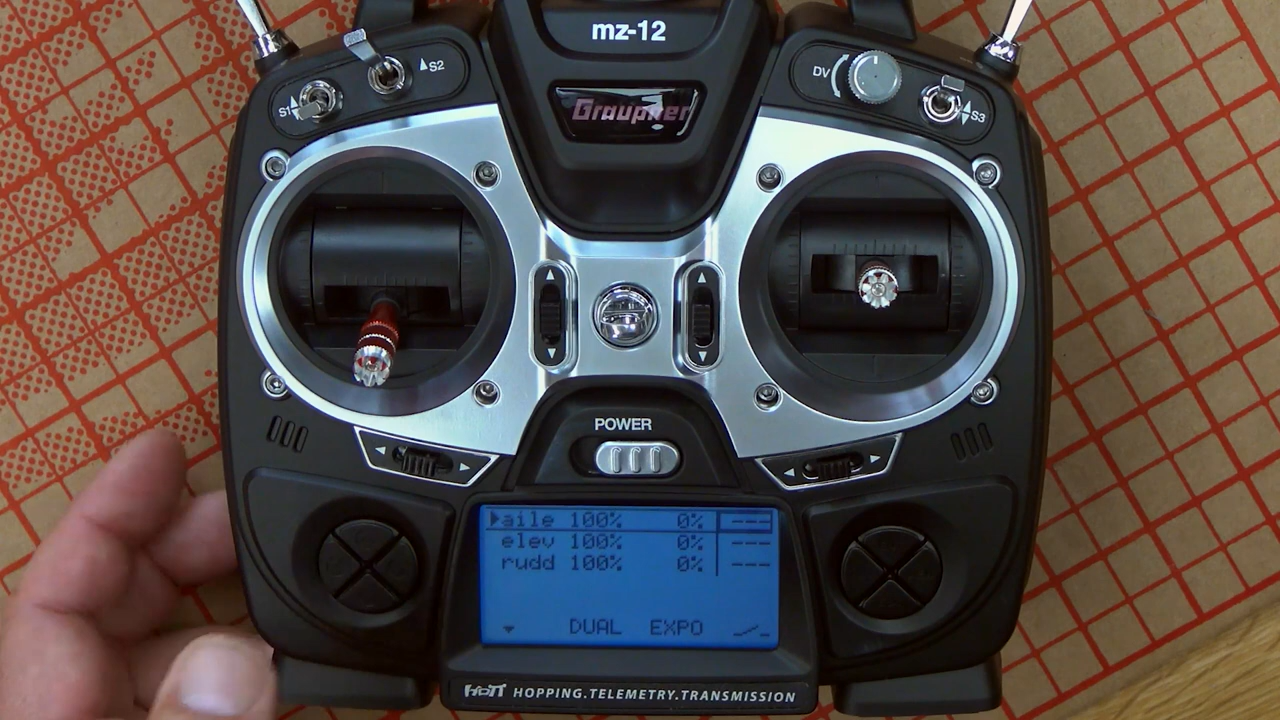 mz-12
S1
S2
Graupner
DV
S3
POWER
aile 100% 0% ---
elev 100% 0% ---
rudd 100% 0% ---
DUAL EXPO
HoTT HOPPING.TELEMETRY.TRANSMISSION